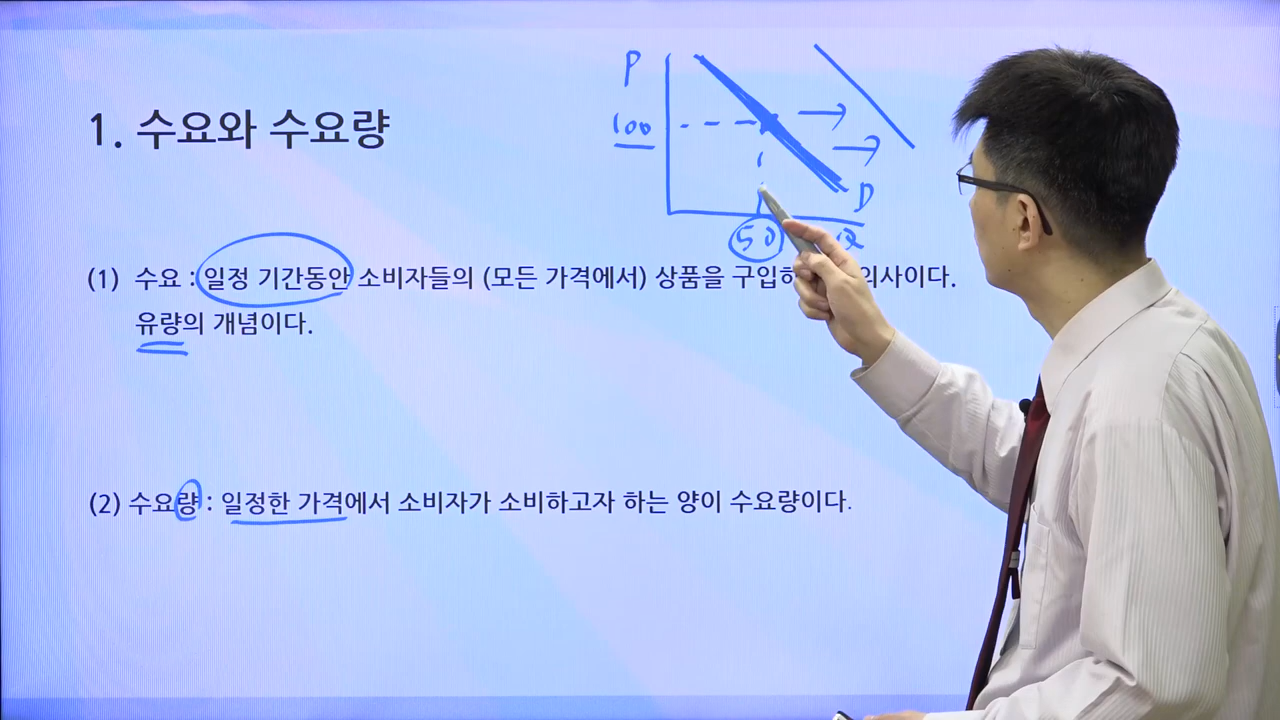 P
1. 수요와 수요량
100
D
50
(1) 수요 : 일정 기간동안 소비자들의 (모든 가격에서) 상품을 구입하 의사이다.
유량의 개념이다.
(2) 수요량 : 일정한 가격에서 소비자가 소비하고자 하는 양이 수요량이다.